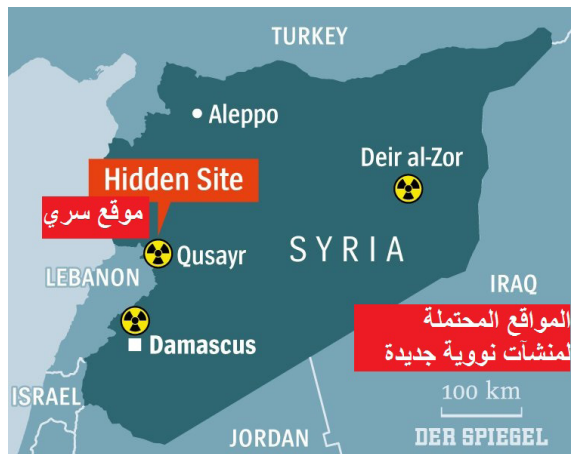 TURKEY
Aleppo
Deir al-Zor
Hidden Site
موقع سري
Qusayr
SYRIA
LEBANON
IRAQ
المواقع المحتملة
لمنشآت نووية جديدة
Damascus
ISRAEL
100 km
JORDAN
DER SPIEGEL